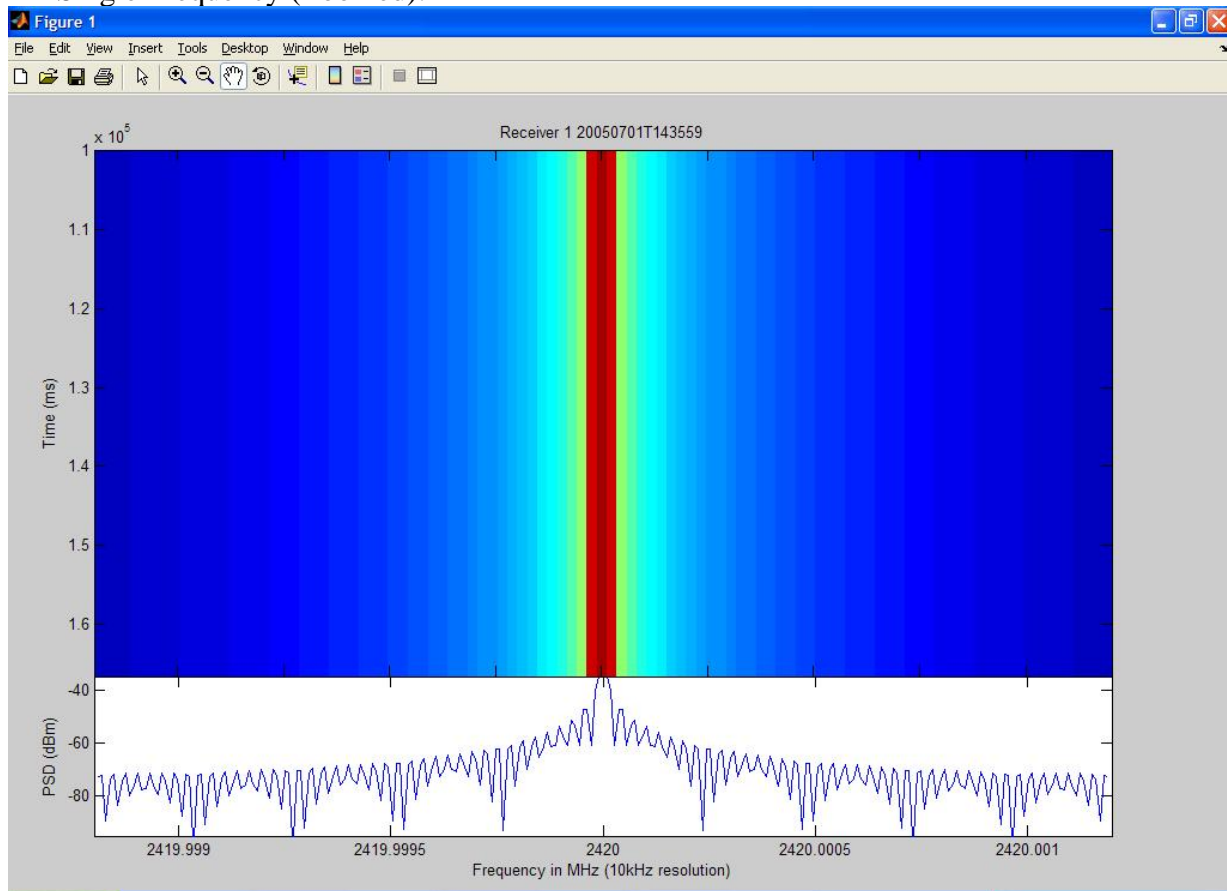 Single
Figure 1
File Edit View Insert Tools Desktop Window Help
Receiver 1 20050701T143559
x 10^5
1
1.1
1.2
1.3
1.4
1.5
1.6
Time (ms)
-40
-60
-80
PSD (dBm)
2419.999 2419.9995 2420 2420.0005 2420.001
Frequency in MHz (10kHz resolution)